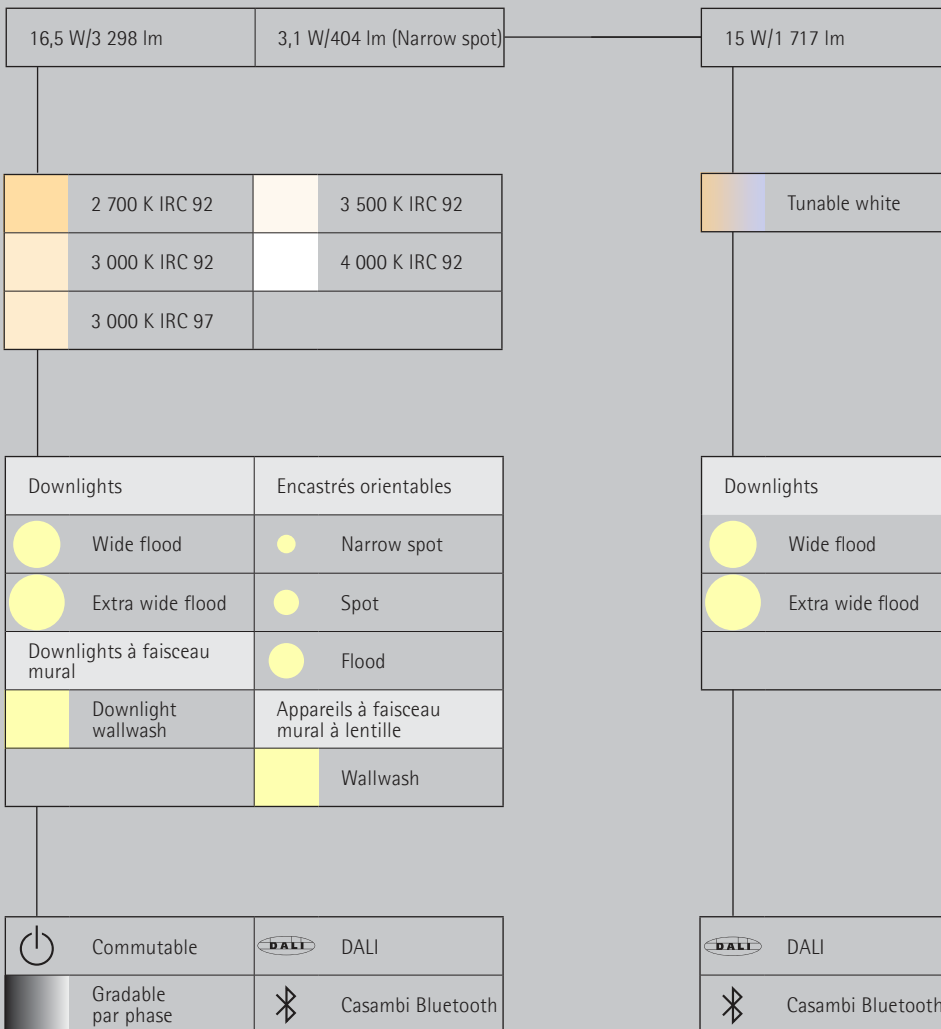 16,5 W/3 298 lm
3,1 W/404 lm (Narrow spot)
15 W/1 717 lm
2 700 K IRC 92
3 500 K IRC 92
Tunable white
3 000 K IRC 92
4 000 K IRC 92
3 000 K IRC 97
Downlights
Encastrés orientables
Downlights
Wide flood
Narrow spot
Wide flood
Extra wide flood
Spot
Extra wide flood
Downlights à faisceau
mural
Flood
Downlight
wallwash
Appareils à faisceau
mural à lentille
Wallwash
Commutable
DALI
DALI
DALI
DALI
Gradable
par phase
Casambi Bluetooth
Casambi Bluetooth